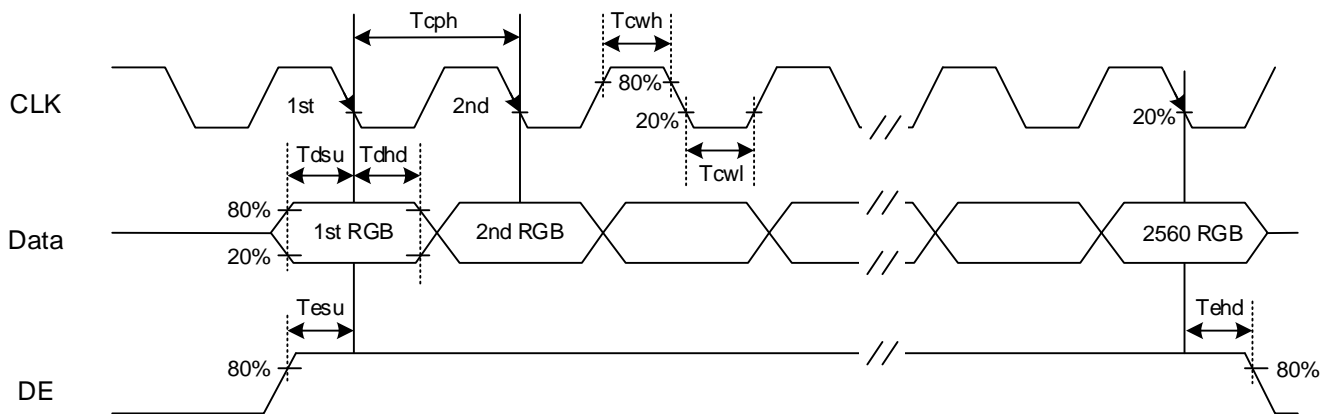 Tcph
Tcwh
CLK
1st
2nd
80%
20%
20%
Tdsu
Tdhd
Tcwl
80%
Data
1st RGB
2nd RGB
2560 RGB
20%
Tesu
Tehd
80%
80%
DE